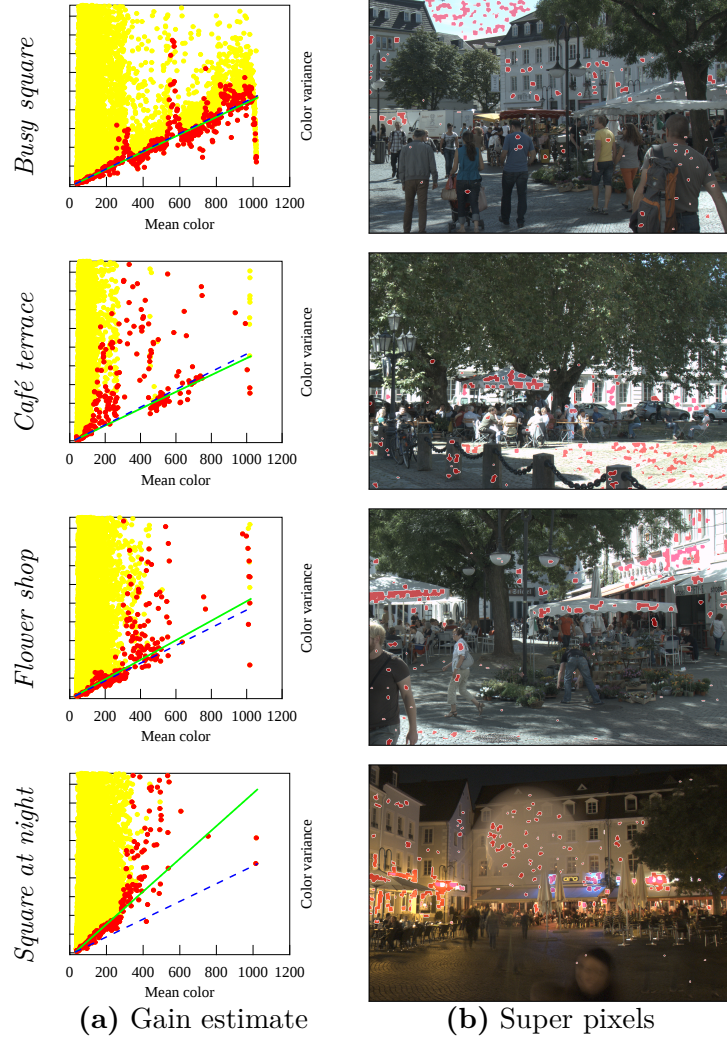 Busy square
Color variance
0 200 400 600 800 1000 1200
Mean color
Café terrace
Color variance
0 200 400 600 800 1000 1200
Mean color
Flower shop
Color variance
0 200 400 600 800 1000 1200
Mean color
Square at night
Color variance
0 200 400 600 800 1000 1200
Mean color
(a) Gain estimate
(b) Super pixels